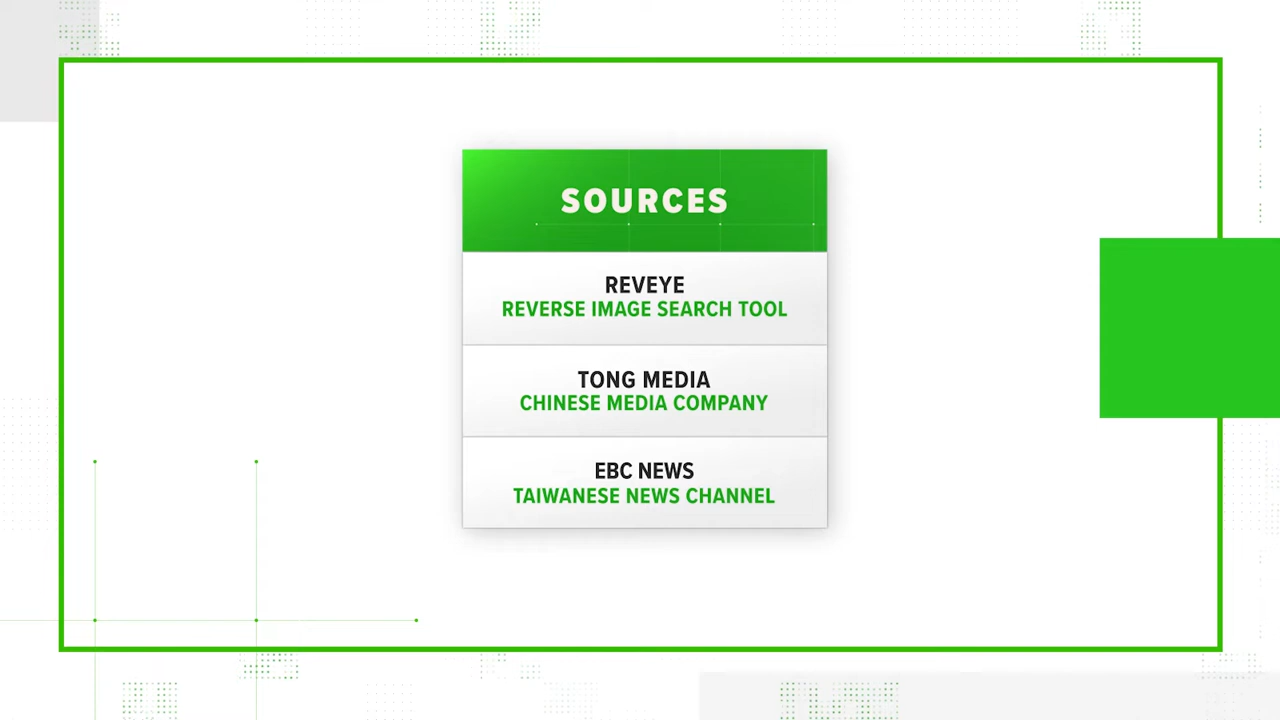 SOURCES
REVEYE
REVERSE IMAGE SEARCH TOOL
TONG MEDIA
CHINESE MEDIA COMPANY
EBC NEWS
TAIWANESE NEWS CHANNEL